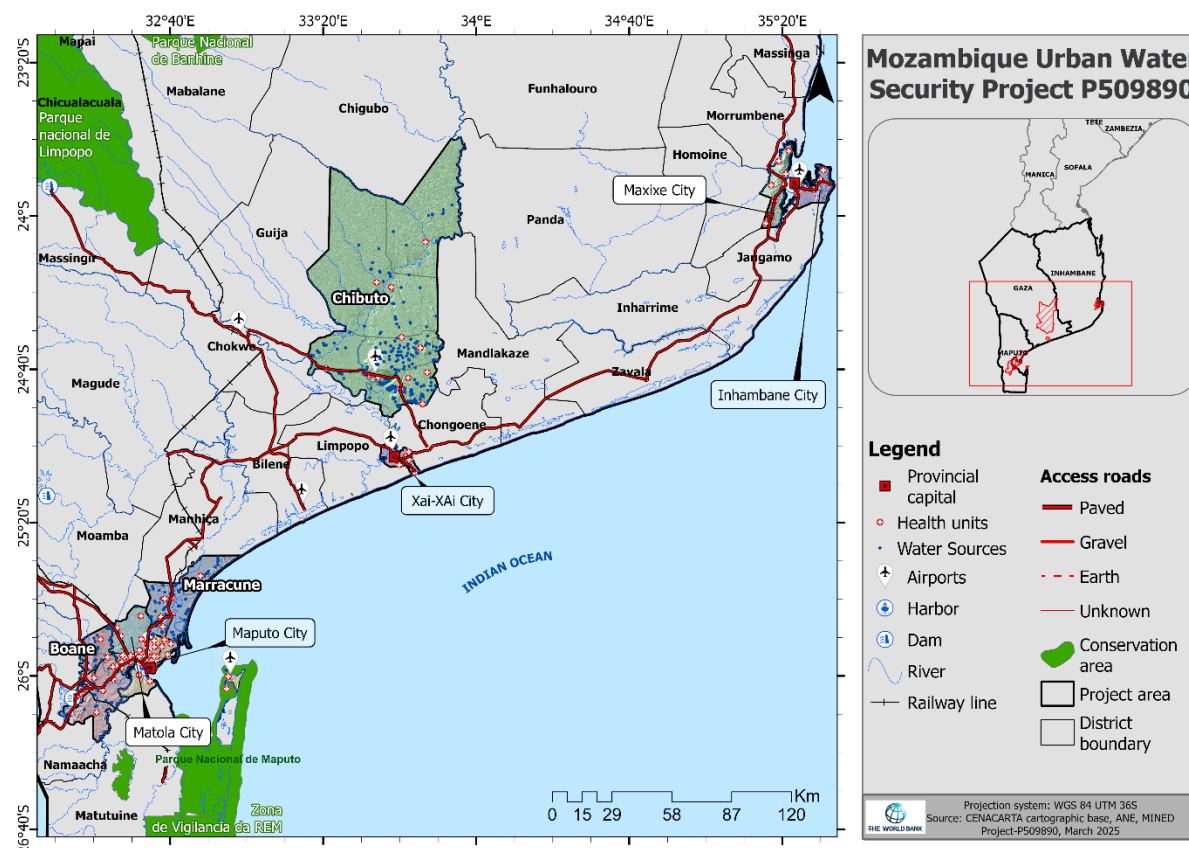 32°40'E 33°20'E 34°E 34°40'E 35°20'E
23°20'S
24°S
24°40'S
25°20'S
26°S
26°40'S
Mapai
Parque Nacional
de Banhine
Mabalane
Chicualacuala
Parque
nacional de
Limpopo
Chigubo
Funhalouro
Massinga
N
Morrumbene
Homoine
Maxixe City
Panda
Guija
Massingir
Jangamo
Chibuto
Inharrime
Chokwe
Mandlakaze
Zavala
Magude
Inhambane City
Chongoene
Limpopo
Bilene
Xai-XAi City
Manhiça
Moamba
INDIAN OCEAN
Marracune
Maputo City
Boane
Matola City
Parque Nacional de Maputo
Namaacha
Matutuine
Zona
de Vigilancia da REM
Km
0 15 29 58 87 120
Mozambique Urban Water
Security Project P509890
TETE
ZAMBEZIA
SOFALA
MANICA
INHAMBANE
GAZA
MAPUTO
Legend
Provincial
capital
Health units
Water Sources
Airports
Harbor
Dam
River
Railway line
Access roads
Paved
Gravel
Earth
Unknown
Conservation
area
Project area
District
boundary
THE WORLD BANK
Projection system: WGS 84 UTM 36S
Source: CENACARTA cartographic base, ANE, MINED
Project-P509890, March 2025